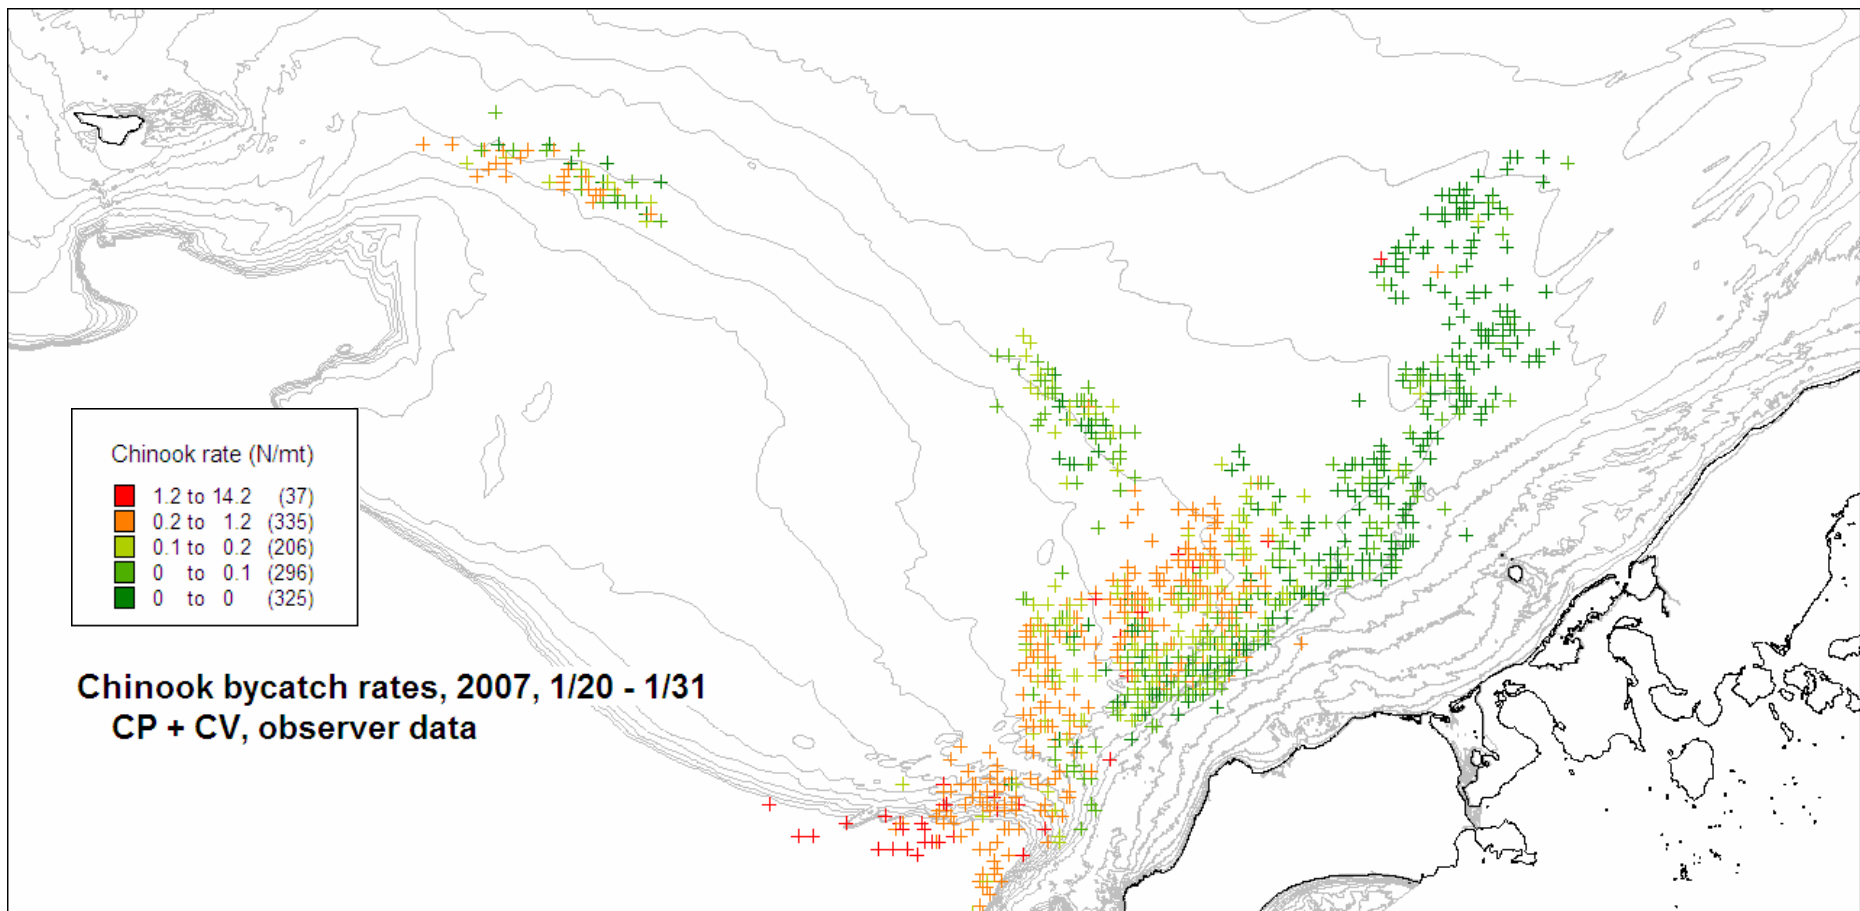 Chinook rate (N/mt)
1.2 to 14.2 (37)
0.2 to 1.2 (335)
0.1 to 0.2 (206)
0 to 0.1 (296)
0 to 0 (325)
Chinook bycatch rates, 2007, 1/20 - 1/31
CP + CV, observer data